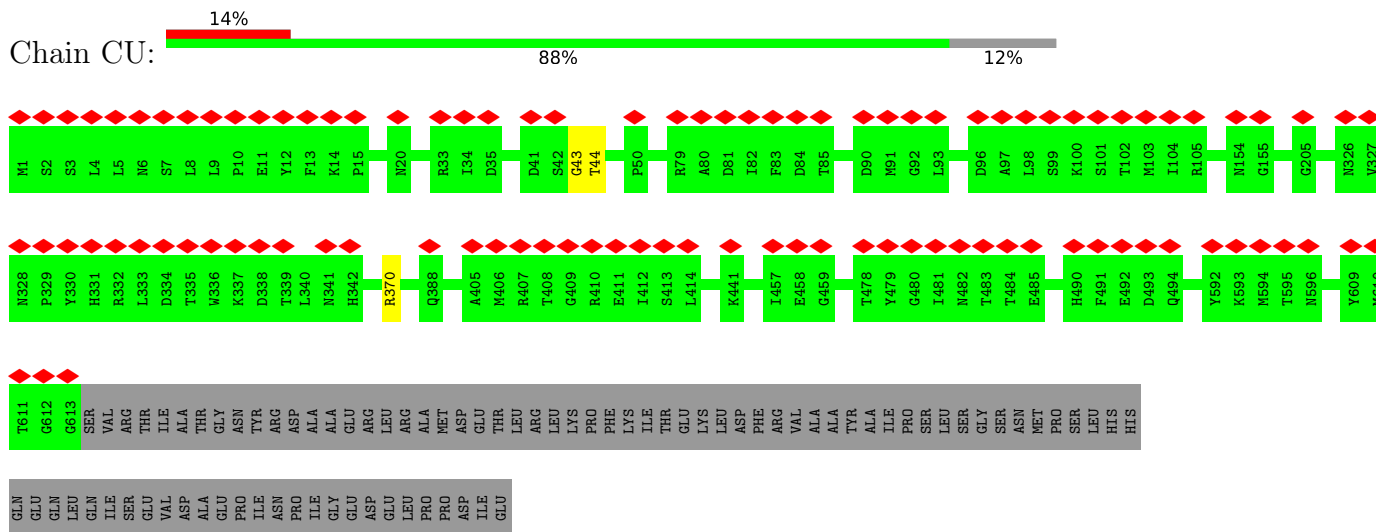 14%
Chain CU:
88% 12%
M1 S2 S3 L4 L5 N6 S7 L8 L9 P10 E11 Y12 F13 K14 P15 N20 R33 I34 D35 D41 S42 G43 T44 P50 R79 A80 D81 I82 F83 D84 T85 D90 M91 G92 L93 D96 A97 L98 S99 K100 S101 T102 M103 I104 R105 N154 G155 G205 N326 V327
N328 P329 Y330 H331 R332 L333 D334 T335 W336 K337 D338 T339 L340 N341 H342 R370 Q388 A405 M406 R407 T408 G409 R410 E411 I412 S413 L414 K441 I457 E458 G459 T478 Y479 G480 I481 N482 T483 T484 E485 H490 F491 E492 D493 Q494 Y592 K593 M594 T595 N596 Y609
T611 G612 G613 SER VAL ARG THR ILE ALA THR GLY ASN TYR ARG ASP ALA ALA GLU ARG LEU ARG ALA MET ASP GLU THR LEU ARG LEU LYS PRO PHE LYS ILE THR GLU LYS LEU ASP PHE ARG VAL ALA ALA TYR ALA ILE PRO SER LEU SER GLY SER ASN MET PRO SER LEU HIS HIS
GLN GLU GLN LEU GLN ILE SER GLU VAL ASP ALA GLU PRO ILE ASN PRO ILE GLY GLU ASP GLU LEU PRO PRO ASP ILE GLU